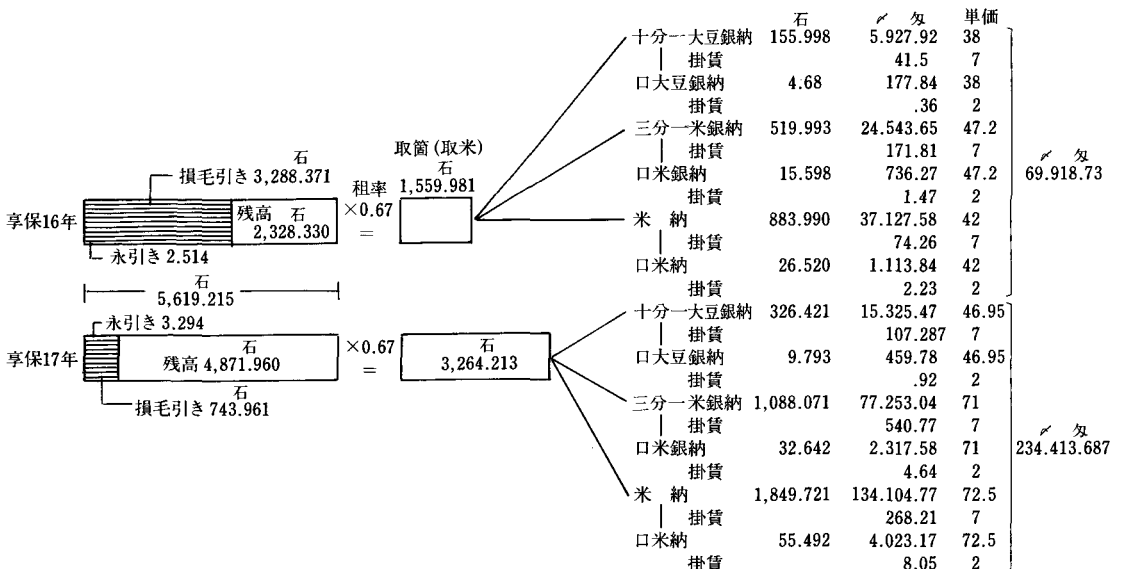 石 〆 匁 単価
十分一大豆銀納 155.998 5.927.92 38
掛賃 41.5 7
口大豆銀納 4.68 177.84 38
掛賃 .36 2
三分一米銀納 519.993 24.543.65 47.2
掛賃 171.81 7
口米銀納 15.598 736.27 47.2
掛賃 1.47 2
米 納 883.990 37.127.58 42
掛賃 74.26 7
口米納 26.520 1.113.84 42
掛賃 2.23 2
〆 匁
69.918.73
取箇(取米)
石
1,559.981
石
損毛引き 3,288.371
租率
×0.67
=
享保16年
残高 石
2,328.330
永引き 2.514
石
5,619.215
永引き 3.294
享保17年
石
残高 4,871.960
×0.67
=
石
3,264.213
石
損毛引き 743.961
十分一大豆銀納 326.421 15.325.47 46.95
掛賃 107.287 7
口大豆銀納 9.793 459.78 46.95
掛賃 .92 2
三分一米銀納 1,088.071 77.253.04 71
掛賃 540.77 7
口米銀納 32.642 2.317.58 71
掛賃 4.64 2
米 納 1,849.721 134.104.77 72.5
掛賃 268.21 7
口米納 55.492 4.023.17 72.5
掛賃 8.05 2
〆 匁
234.413.687